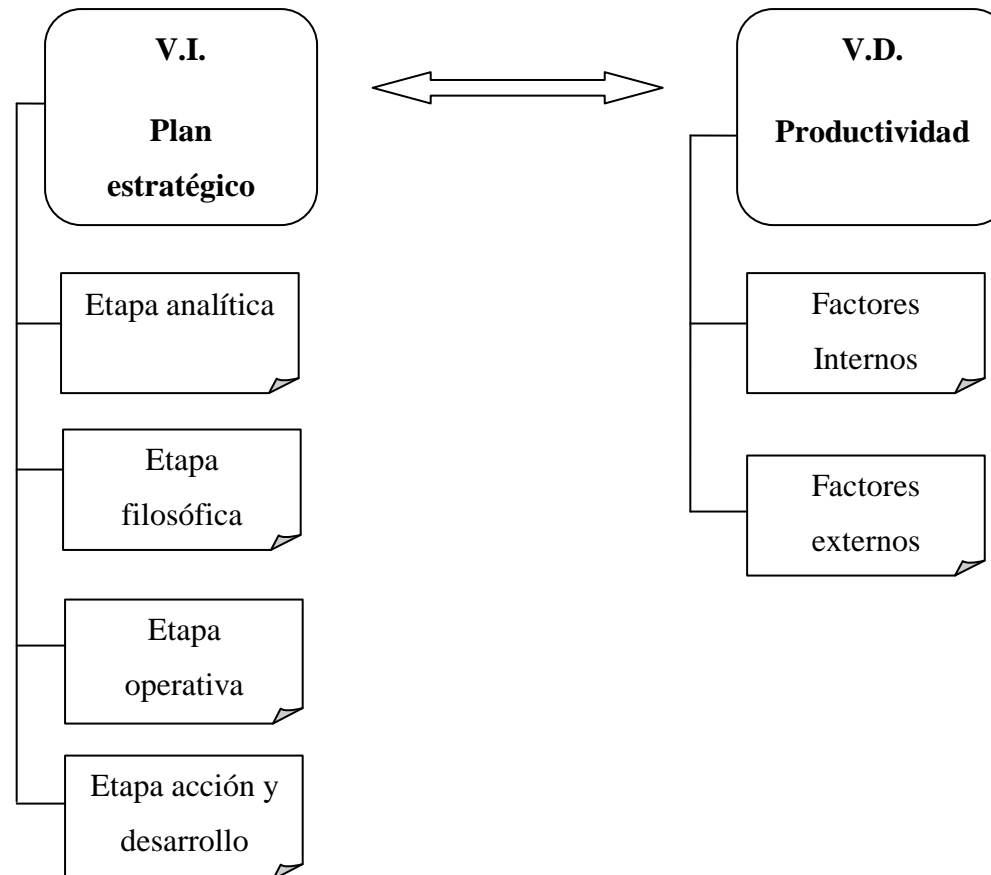 V.I.
Plan
estratégico
Etapa analítica
Etapa
filosófica
Etapa
operativa
Etapa acción y
desarrollo
V.D.
Productividad
Factores
Internos
Factores
externos